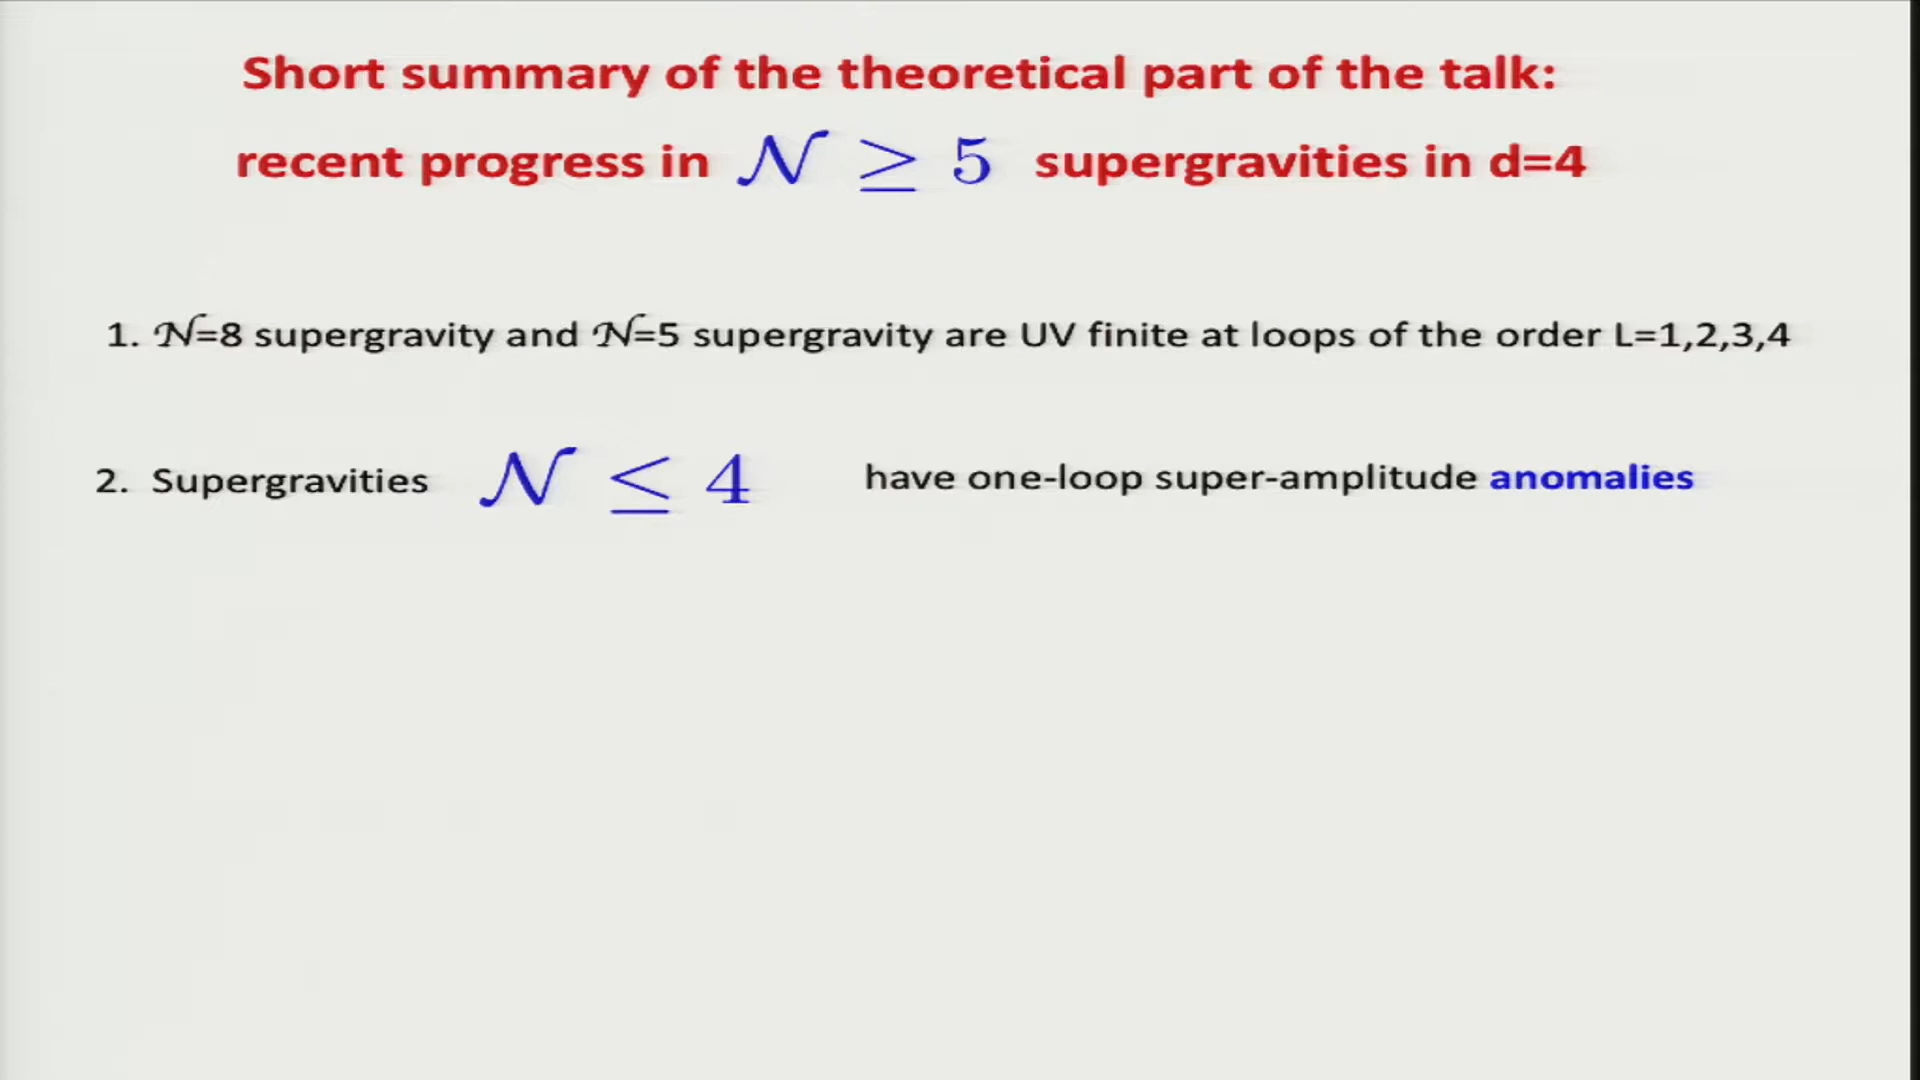 Short summary of the theoretical part of the talk:
recent progress in 𝒩 ≥ 5 supergravities in d=4
1. 𝒩=8 supergravity and 𝒩=5 supergravity are UV finite at loops of the order L=1,2,3,4
2. Supergravities 𝒩 ≤ 4 have one-loop super-amplitude anomalies